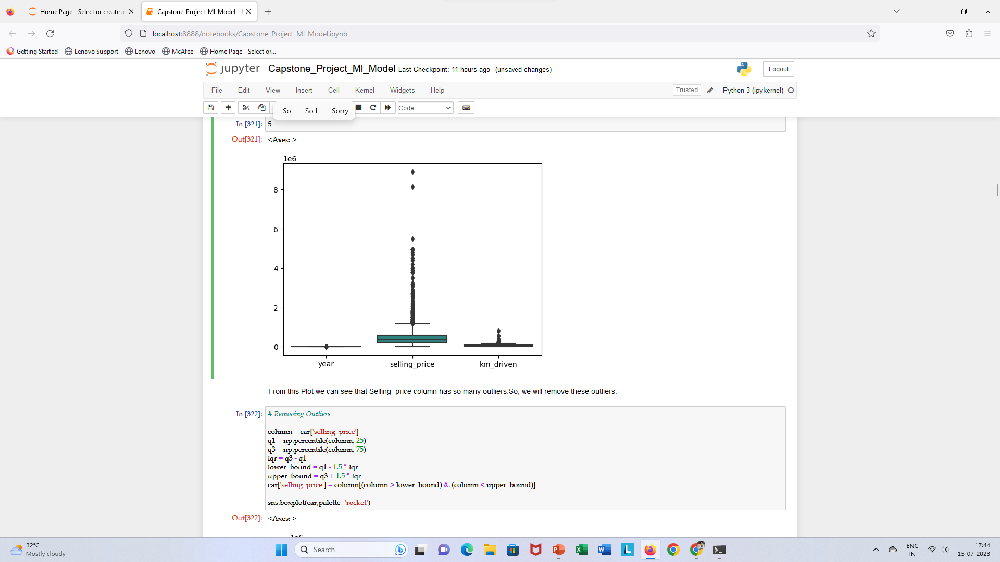 Home Page - Select or create a
Capstone_Project_Ml_Model - J
localhost:8888/notebooks/Capstone_Project_Ml_Model.ipynb
Getting Started Lenovo Support Lenovo McAfee Home Page - Select or...
jupyter Capstone_Project_Ml_Model Last Checkpoint: 11 hours ago (unsaved changes) Logout
File Edit View Insert Cell Kernel Widgets Help Trusted Python 3 (ipykernel)
Code
So So I Sorry
In [321]: S
Out[321]: <Axes: >
1e6
8
6
4
2
0
year selling_price km_driven
From this Plot we can see that Selling_price column has so many outliers.So, we will remove these outliers.
In [322]: # Removing Outliers
column = car['selling_price']
q1 = np.percentile(column, 25)
q3 = np.percentile(column, 75)
iqr = q3 - q1
lower_bound = q1 - 1.5 * iqr
upper_bound = q3 + 1.5 * iqr
car['selling_price'] = column[(column > lower_bound) & (column < upper_bound)]
sns.boxplot(car,palette='rocket')
Out[322]: <Axes: >
1e6
32°C
Mostly cloudy
Search
ENG
IN
17:44
15-07-2023